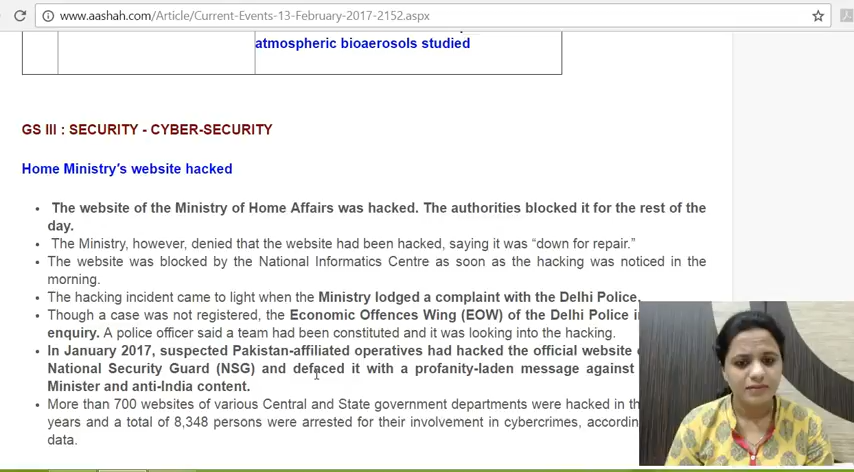 www.aashah.com/Article/Current-Events-13-February-2017-2152.aspx
atmospheric bioaerosols studied
GS III : SECURITY - CYBER-SECURITY
Home Ministry's website hacked
• The website of the Ministry of Home Affairs was hacked. The authorities blocked it for the rest of the
day.
• The Ministry, however, denied that the website had been hacked, saying it was “down for repair.”
• The website was blocked by the National Informatics Centre as soon as the hacking was noticed in the
morning.
• The hacking incident came to light when the Ministry lodged a complaint with the Delhi Police.
• Though a case was not registered, the Economic Offences Wing (EOW) of the Delhi Police
enquiry. A police officer said a team had been constituted and it was looking into the hacking.
• In January 2017, suspected Pakistan-affiliated operatives had hacked the official website
National Security Guard (NSG) and defaced it with a profanity-laden message against
Minister and anti-India content.
• More than 700 websites of various Central and State government departments were hacked in
years and a total of 8,348 persons were arrested for their involvement in cybercrimes,
data.